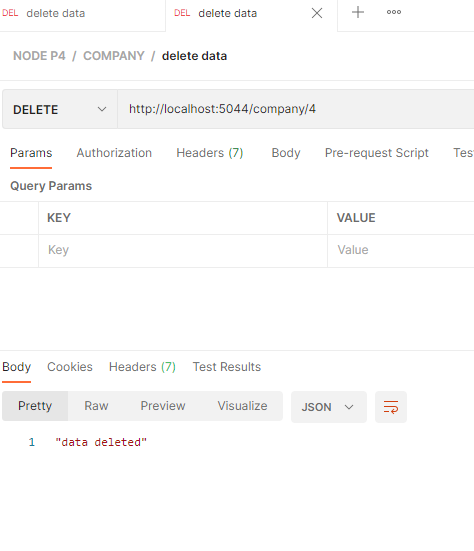 DEL delete data DEL delete data
NODE P4 / COMPANY / delete data
DELETE http://localhost:5044/company/4
Params Authorization Headers (7) Body Pre-request Script Tes
Query Params
KEY VALUE
Key Value
Body Cookies Headers (7) Test Results
Pretty Raw Preview Visualize JSON
1 "data deleted"